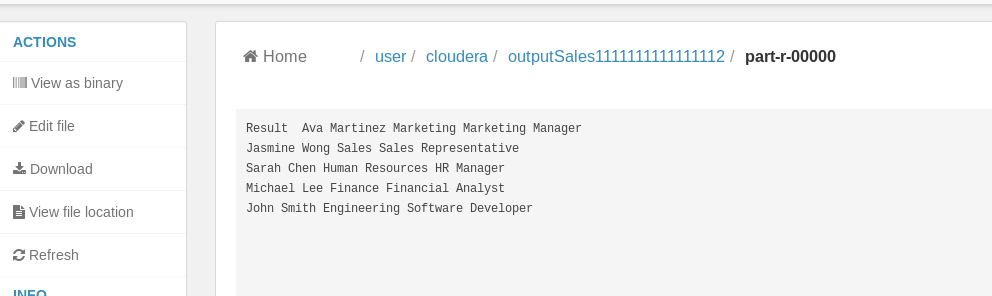 ACTIONS
View as binary
Edit file
Download
View file location
Refresh
INFO
Home / user / cloudera / outputSales1111111111111112 / part-r-00000
Result  Ava Martinez Marketing Marketing Manager
Jasmine Wong Sales Sales Representative
Sarah Chen Human Resources HR Manager
Michael Lee Finance Financial Analyst
John Smith Engineering Software Developer